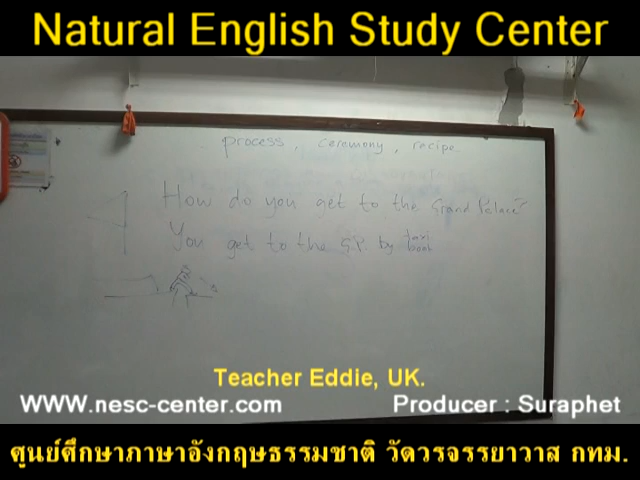 Natural English Study Center
process, ceremony, recipe
How do you get to the Grand Palace?
You get to the G.P. by taxi boat
Teacher Eddie, UK.
WWW.nesc-center.com Producer : Suraphet
ศูนย์ศึกษาภาษาอังกฤษธรรมชาติ วัดวรจรรยาวาส กทม.